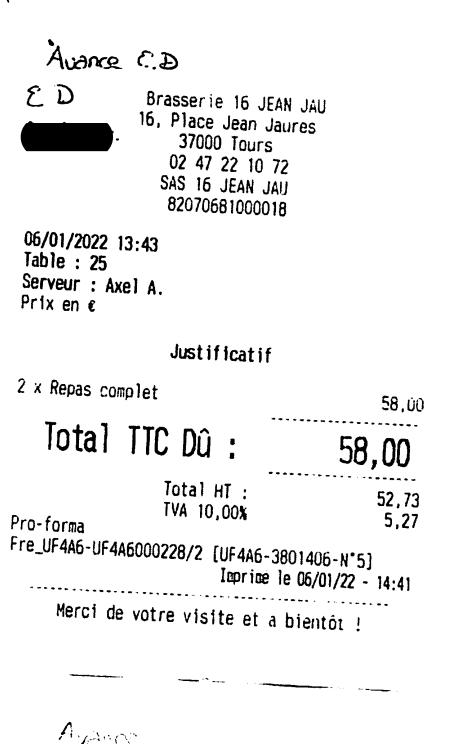 Avance E.D
E D
Brasserie 16 JEAN JAU
16, Place Jean Jaures
37000 Tours
02 47 22 10 72
SAS 16 JEAN JAU
82070681000018
06/01/2022 13:43
Table : 25
Serveur : Axel A.
Prix en €
Justificatif
2 x Repas complet 58,00
Total TTC Dû : 58,00
Total HT : 52,73
TVA 10,00% 5,27
Pro-forma
Fre_UF4A6-UF4A6000228/2 [UF4A6-3801406-N°5]
Imprime le 06/01/22 - 14:41
Merci de votre visite et a bientôt !
Avance